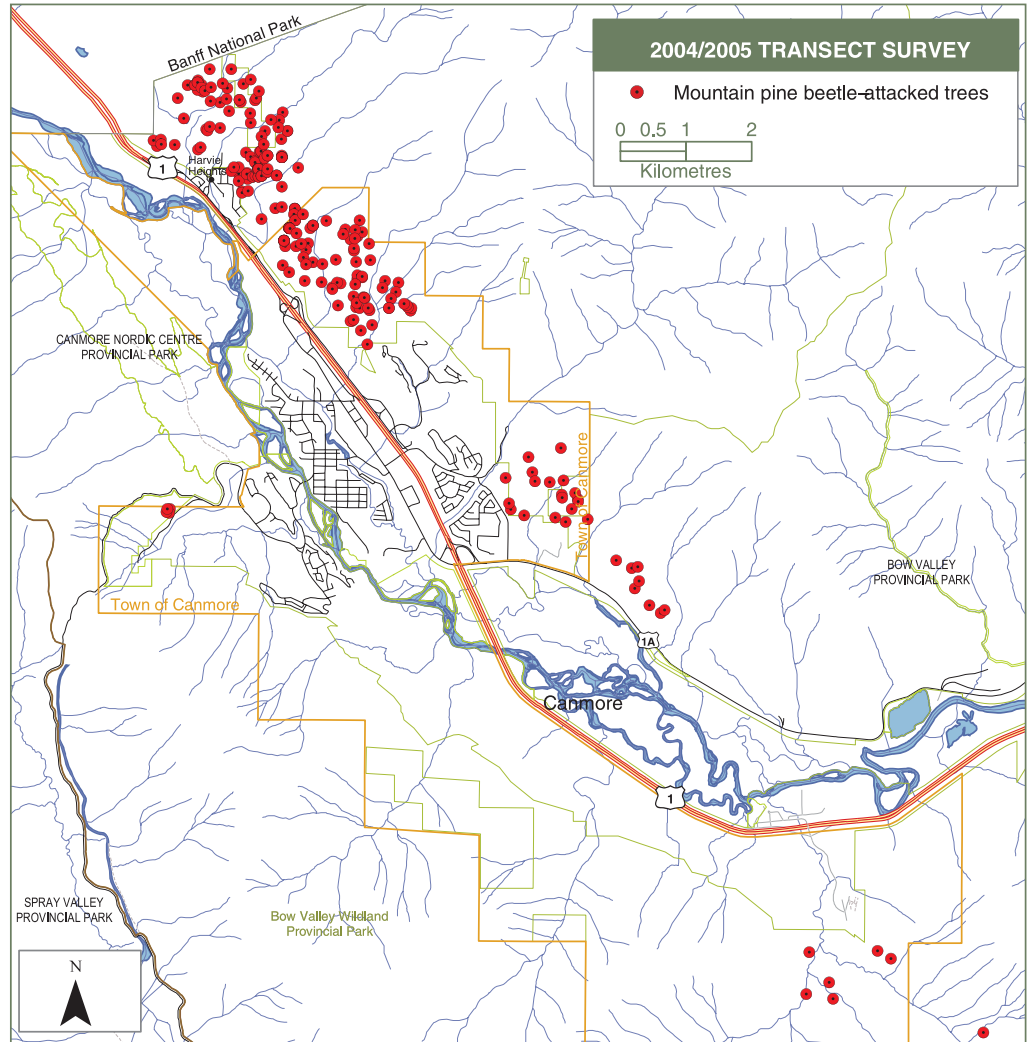 Banff National Park
2004/2005 TRANSECT SURVEY
Mountain pine beetle-attacked trees
0 0.5 1 2
Kilometres
1
Harvie
Heights
CANMORE NORDIC CENTRE
PROVINCIAL PARK
Town of Canmore
BOW VALLEY
PROVINCIAL PARK
Town of Canmore
1A
Canmore
1
SPRAY VALLEY
PROVINCIAL PARK
Bow Valley Wildland
Provincial Park
N